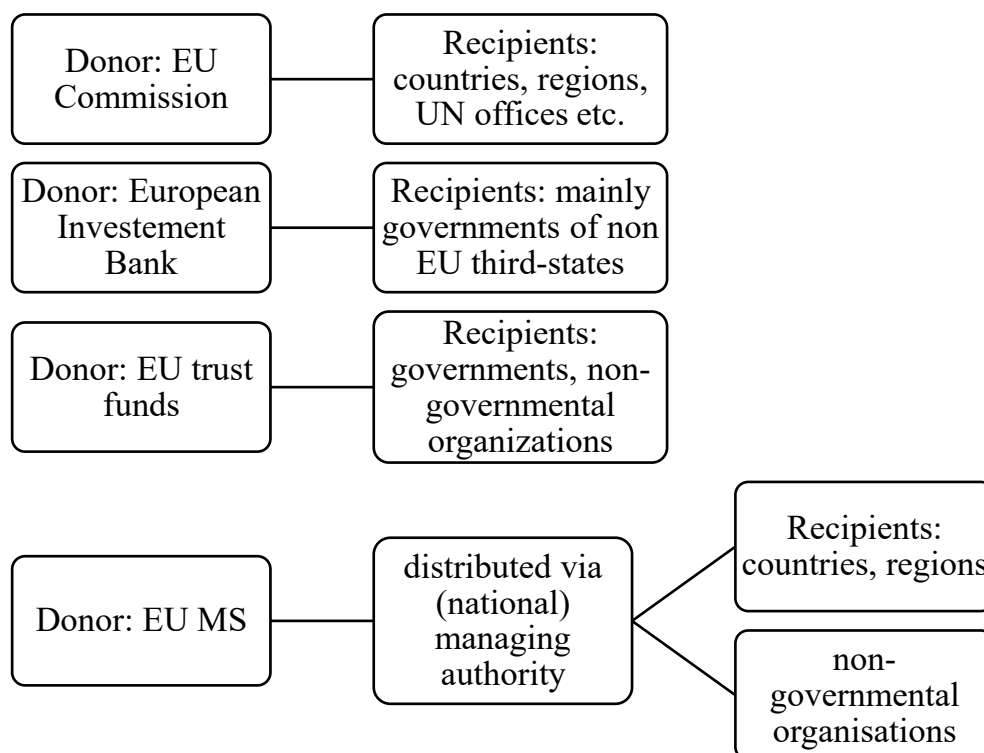 Donor: EU
Commission
Recipients:
countries, regions,
UN offices etc.
Donor: European
Investement
Bank
Recipients: mainly
governments of non
EU third-states
Donor: EU trust
funds
Recipients:
governments, non-
governmental
organizations
Donor: EU MS
distributed via
(national)
managing
authority
Recipients:
countries, regions
non-
governmental
organisations